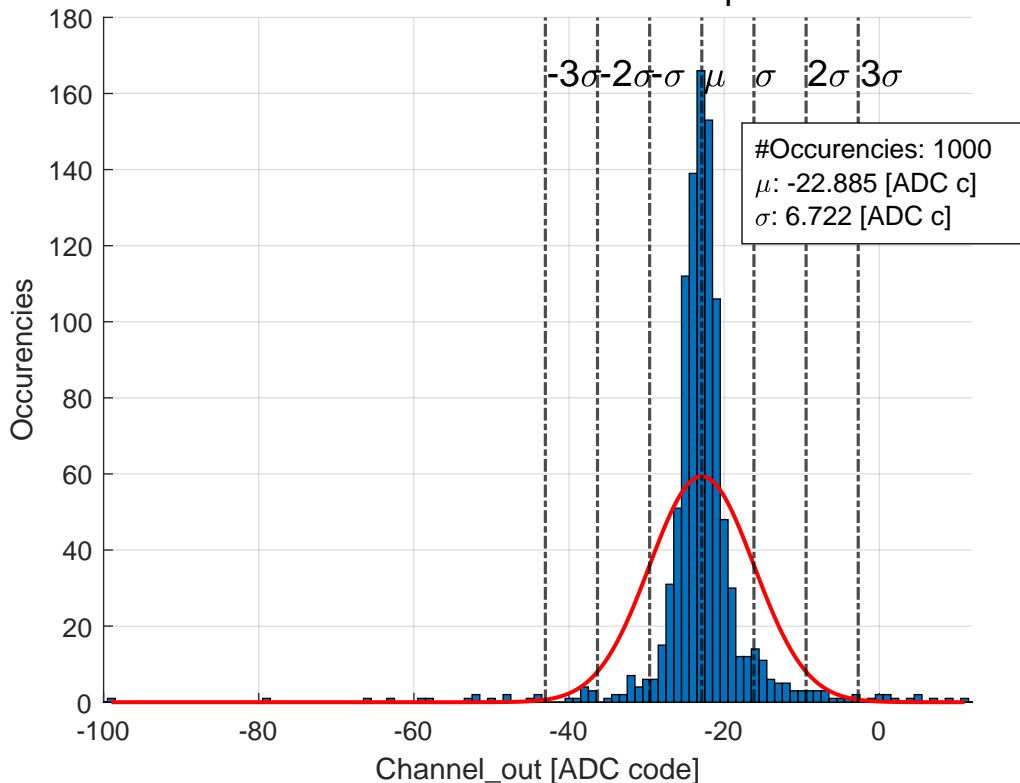 180
160
140
120
100
80
60
40
20
0
-100
-80
-60
-40
-20
0
Occurencies
Channel_out [ADC code]
-3σ -2σ -σ μ σ 2σ 3σ
#Occurencies: 1000
μ: -22.885 [ADC c]
σ: 6.722 [ADC c]